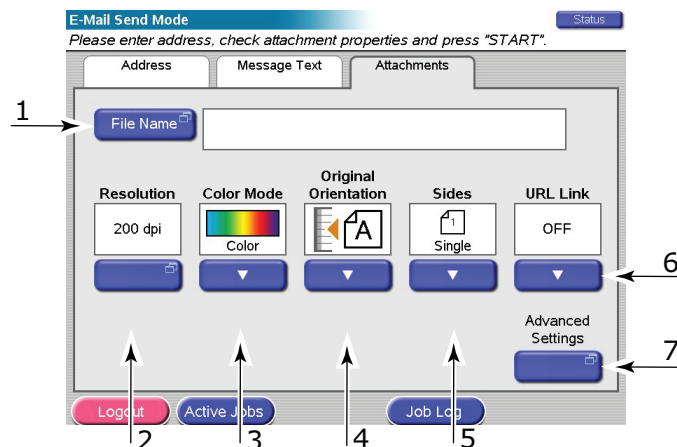 E-Mail Send Mode
Status
Please enter address, check attachment properties and press "START".
Address
Message Text
Attachments
1
File Name
Resolution
Color Mode
Original
Orientation
Sides
URL Link
200 dpi
Color
A
1
Single
OFF
6
Advanced
Settings
7
Logout
Active Jobs
Job Log
2
3
4
5